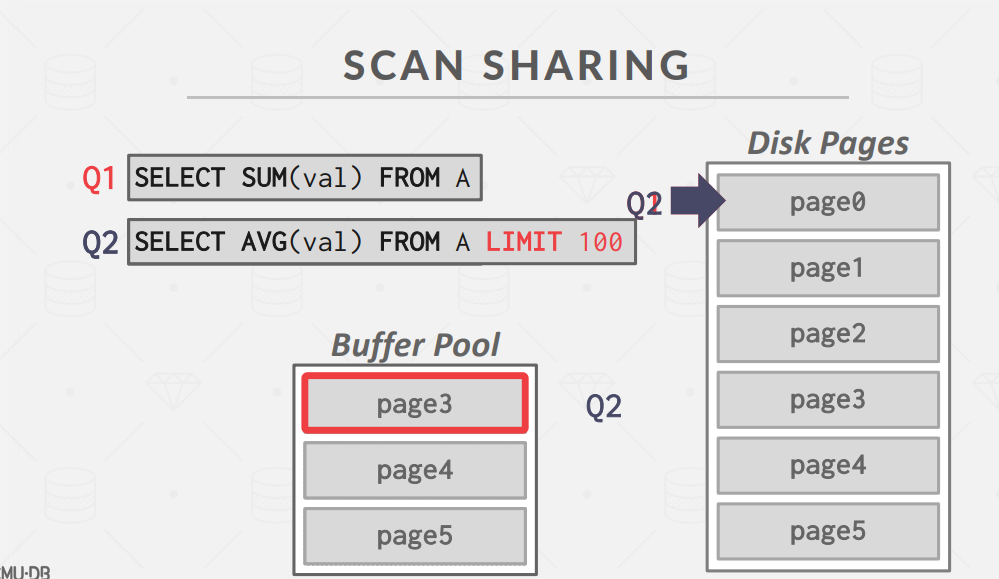 SCAN SHARING
Disk Pages
Q1 SELECT SUM(val) FROM A
Q2 SELECT AVG(val) FROM A LIMIT 100
Q2
page0
page1
page2
page3
page4
page5
Buffer Pool
page3
page4
page5
Q2
CMU·DB